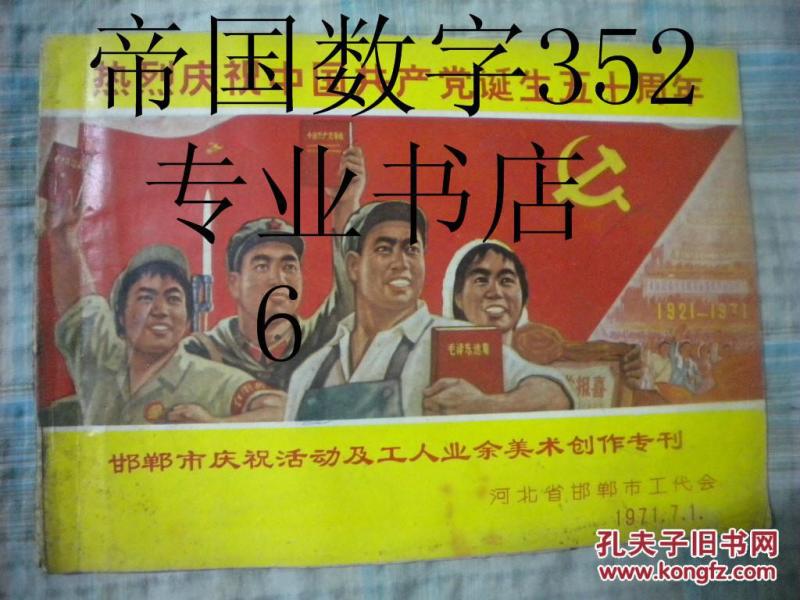 帝国数字352
热烈庆祝中国共产党诞生五十周年
专业书店
6
1921-1971
毛泽东选集
报喜
邯郸市庆祝活动及工人业余美术创作专刊
河北省邯郸市工代会
1971.7.1.
孔夫子旧书网
www.kongfz.com